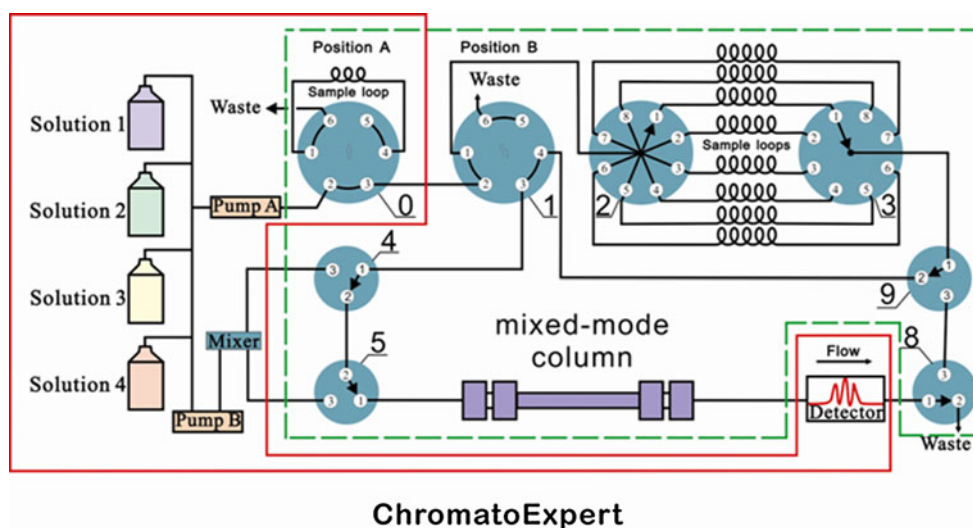 Position A
Position B
Waste
Sample loop
Waste
6 5
1 4
2 3
0
6 5
1 4
2 3
1
8 1
7 2
6 3
5 4
2
Sample loops
1 8
2 7
3 6
4 5
3
Solution 1
Solution 2
Solution 3
Solution 4
Pump A
Pump B
Mixer
4
3 1
2
5
2
3 1
mixed-mode
column
Flow
Detector
9
1
2
3
8
3
1 2
Waste
ChromatoExpert